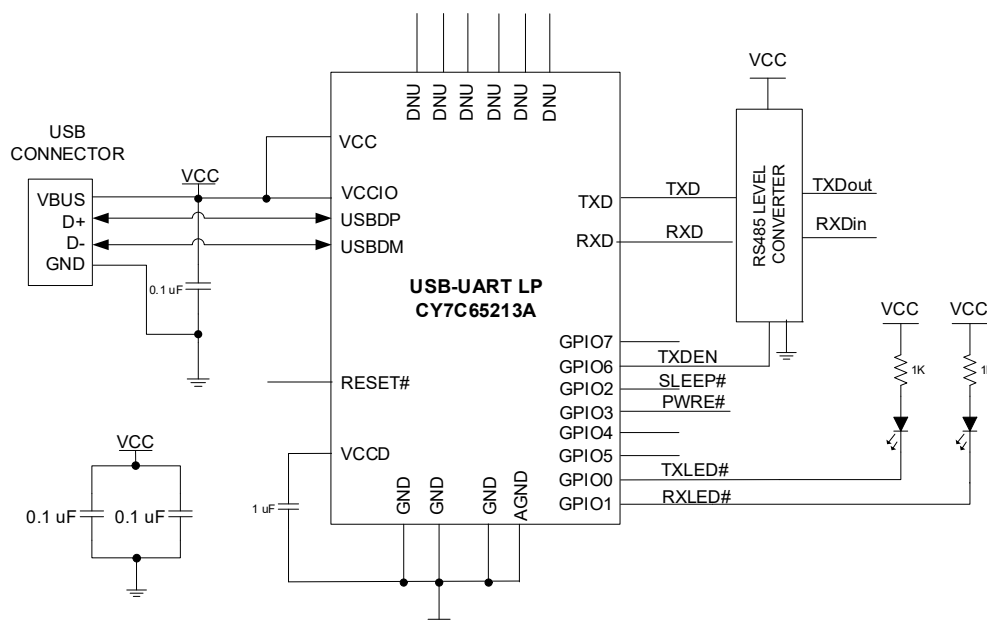 DNU
DNU
DNU
DNU
DNU
DNU
VCC
USB
CONNECTOR
VCC
VCC
VBUS
VCCIO
TXD
TXD
TXDout
D+
USBDP
D-
USBDM
RXD
RXD
RXDin
GND
RS485 LEVEL
CONVERTER
0.1 uF
USB-UART LP
CY7C65213A
VCC
VCC
GPIO7
GPIO6
TXDEN
1K
RESET#
GPIO2
SLEEP#
GPIO3
PWRE#
GPIO4
VCC
VCCD
GPIO5
GPIO0
TXLED#
GPIO1
RXLED#
1 uF
GND
GND
GND
AGND
0.1 uF
0.1 uF